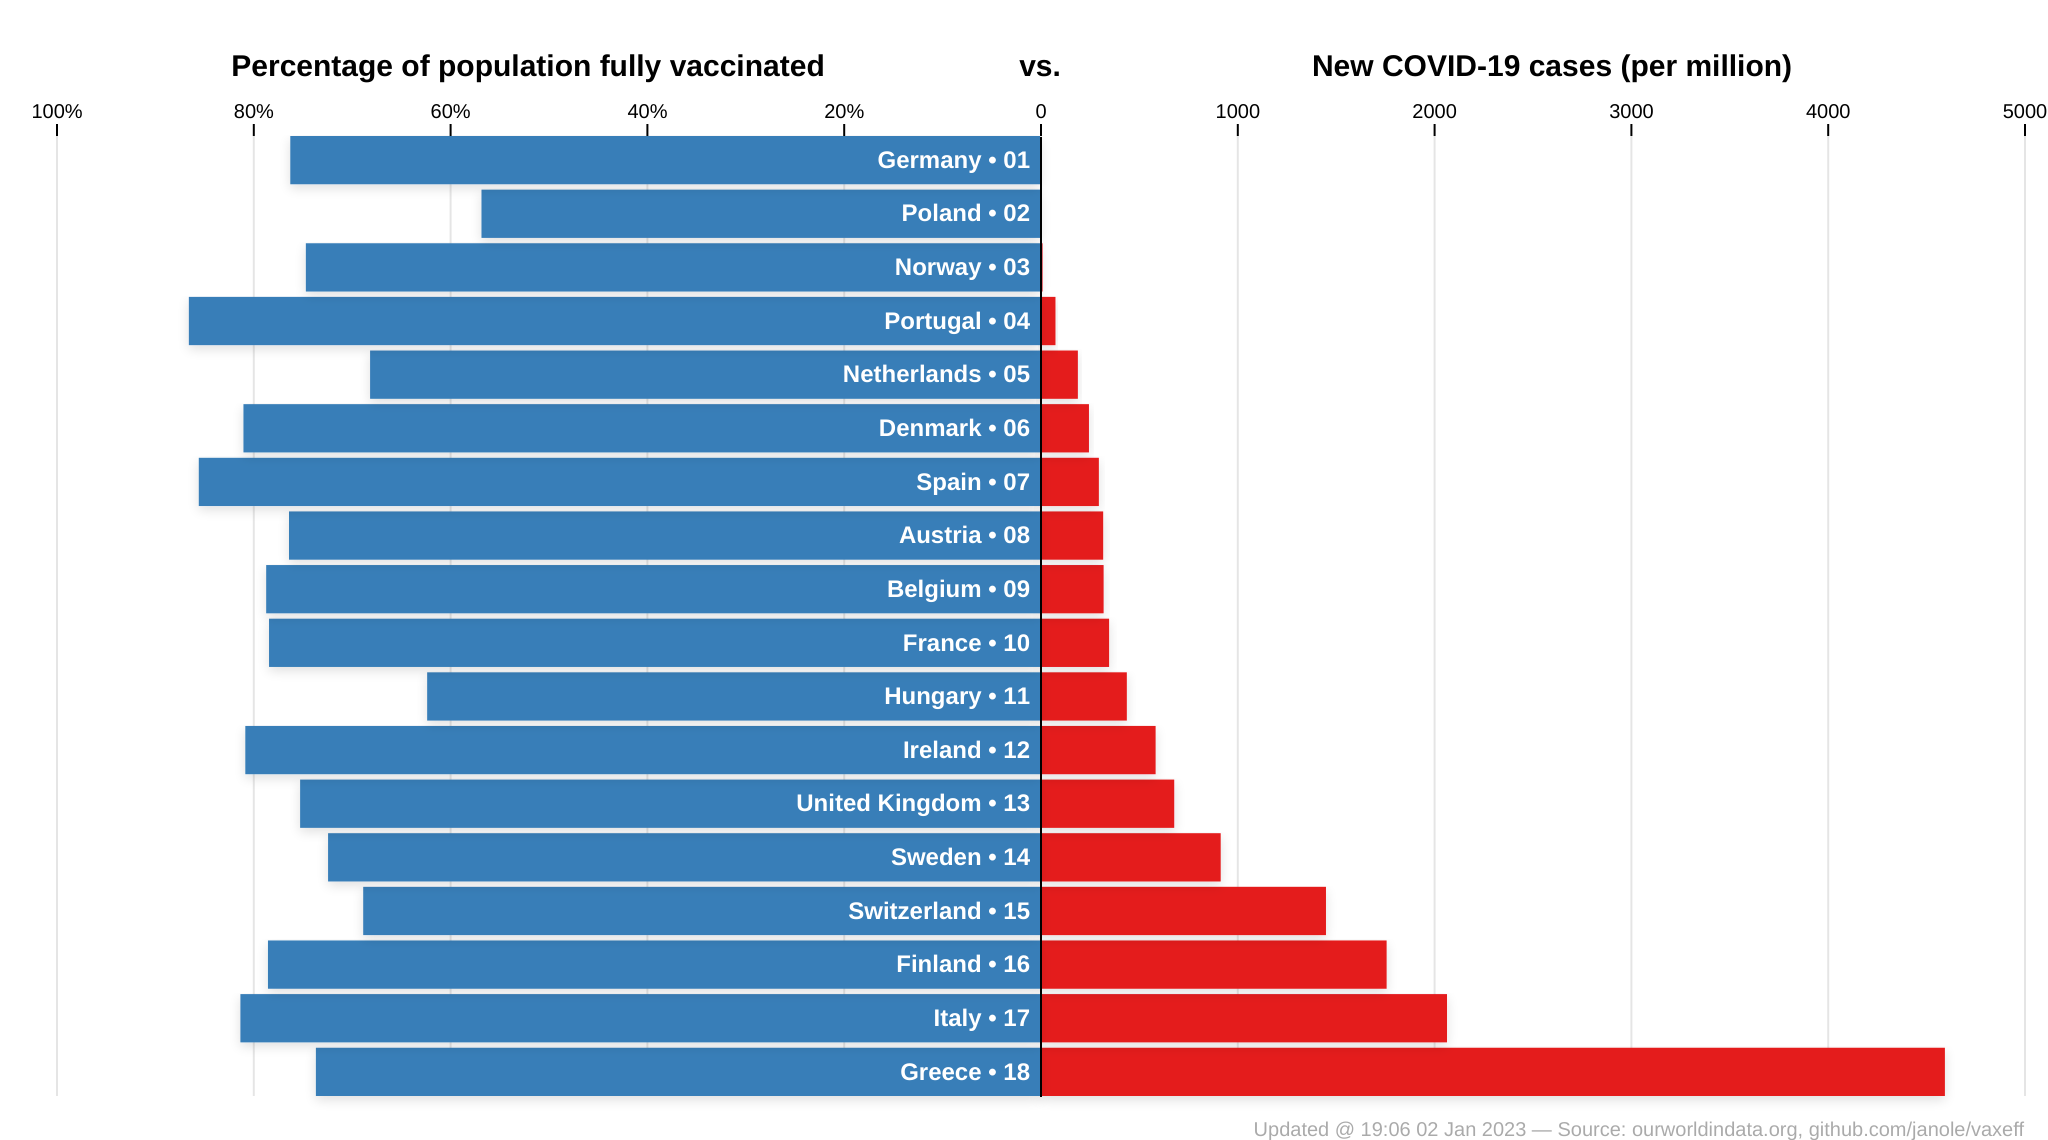 Percentage of population fully vaccinated vs. New COVID-19 cases (per million)
100% 80% 60% 40% 20% 0 1000 2000 3000 4000 5000
Germany • 01
Poland • 02
Norway • 03
Portugal • 04
Netherlands • 05
Denmark • 06
Spain • 07
Austria • 08
Belgium • 09
France • 10
Hungary • 11
Ireland • 12
United Kingdom • 13
Sweden • 14
Switzerland • 15
Finland • 16
Italy • 17
Greece • 18
Updated @ 19:06 02 Jan 2023 — Source: ourworldindata.org, github.com/janole/vaxeff